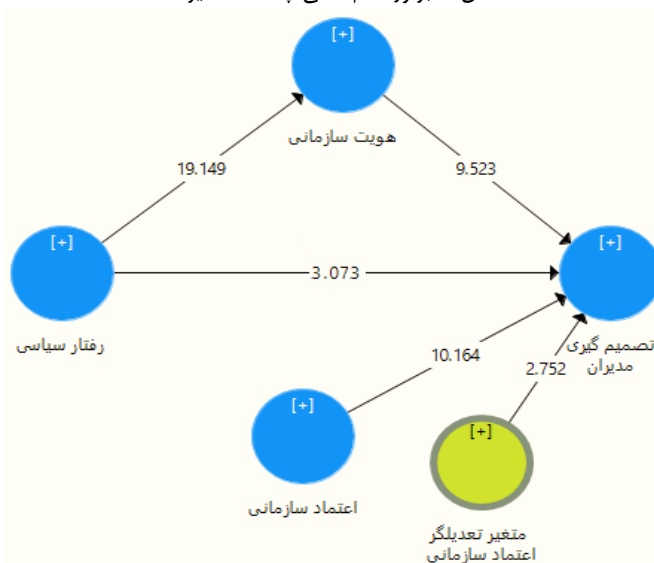 [+]
هویت سازمانی
19.149
9.523
[+]
رفتار سیاسی
3.073
[+]
تصمیم گیری
مدیران
10.164
2.752
[+]
اعتماد سازمانی
[+]
متغیر تعدیلگر
اعتماد سازمانی